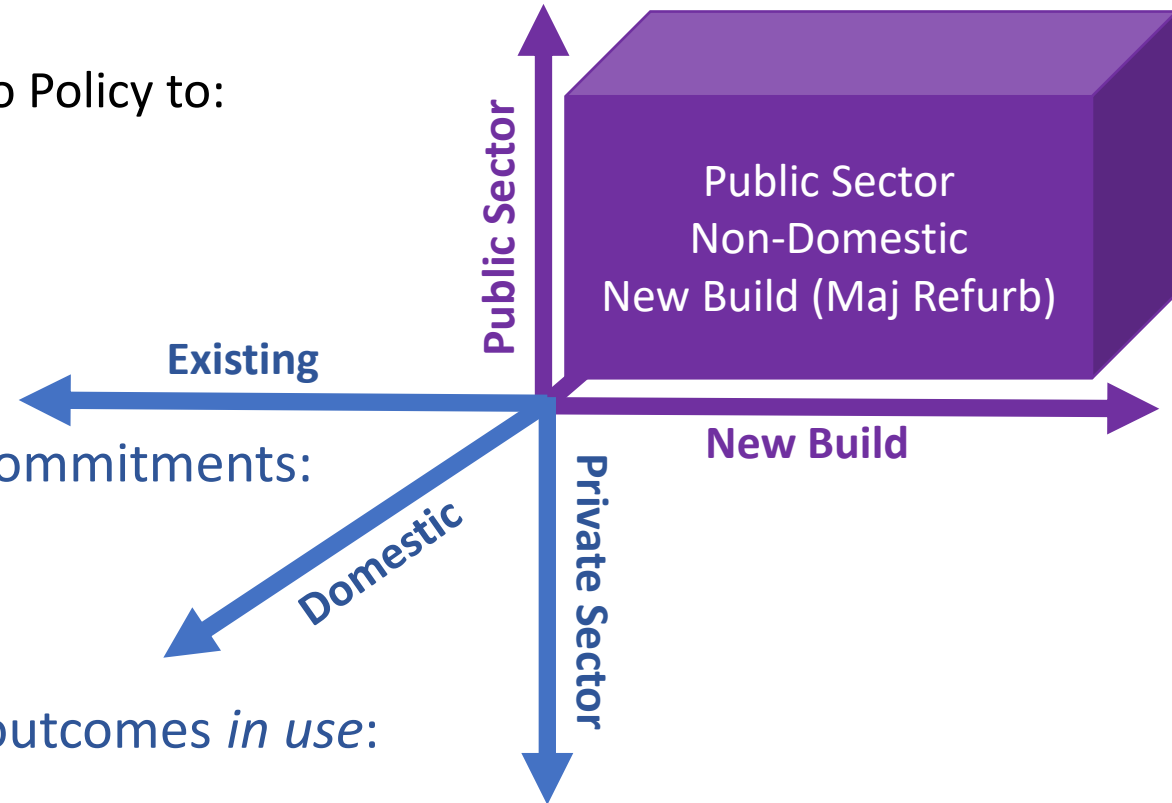 o Policy to:
Public Sector
Public Sector
Non-Domestic
New Build (Maj Refurb)
Existing
New Build
ommitments:
Domestic
Private Sector
outcomes in use: